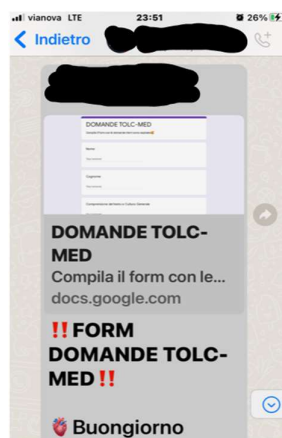 vianova LTE 23:51 26%
Indietro
DOMANDE TOLC-MED
Nome
Cognome
DOMANDE TOLC-
MED
Compila il form con le...
docs.google.com
‼️FORM
DOMANDE TOLC-
MED‼️
🫀 Buongiorno